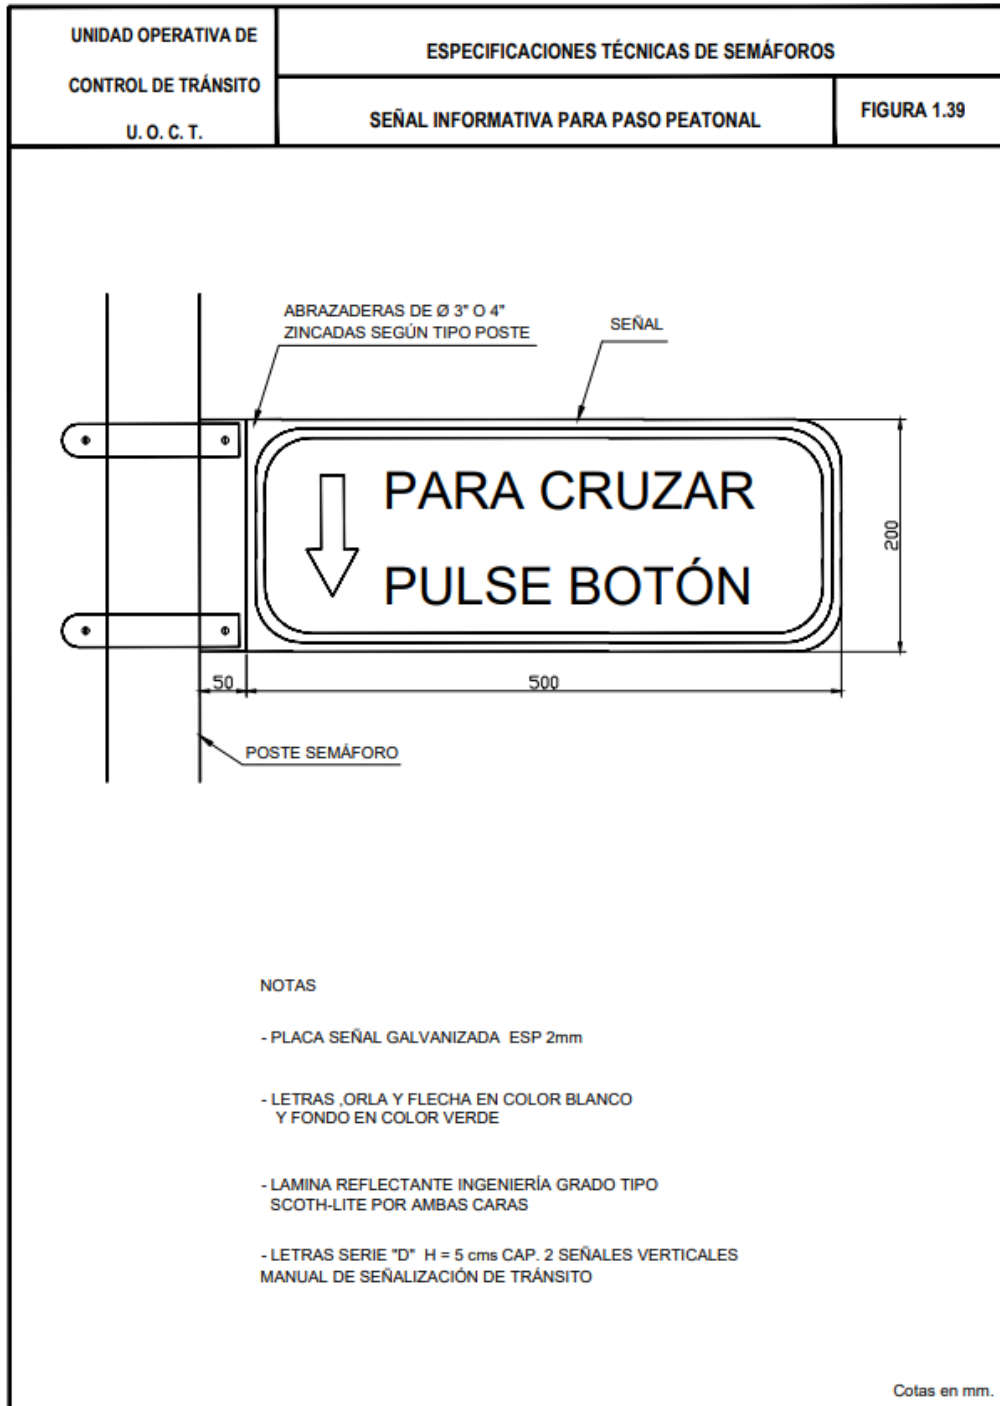 UNIDAD OPERATIVA DE
CONTROL DE TRÁNSITO
U. O. C. T.
ESPECIFICACIONES TÉCNICAS DE SEMÁFOROS
SEÑAL INFORMATIVA PARA PASO PEATONAL
FIGURA 1.39
ABRAZADERAS DE Ø 3" O 4"
ZINCADAS SEGÚN TIPO POSTE
SEÑAL
PARA CRUZAR
PULSE BOTÓN
200
50
500
POSTE SEMÁFORO
NOTAS
- PLACA SEÑAL GALVANIZADA ESP 2mm
- LETRAS ,ORLA Y FLECHA EN COLOR BLANCO
Y FONDO EN COLOR VERDE
- LAMINA REFLECTANTE INGENIERÍA GRADO TIPO
SCOTH-LITE POR AMBAS CARAS
- LETRAS SERIE "D" H = 5 cms CAP. 2 SEÑALES VERTICALES
MANUAL DE SEÑALIZACIÓN DE TRÁNSITO
Cotas en mm.